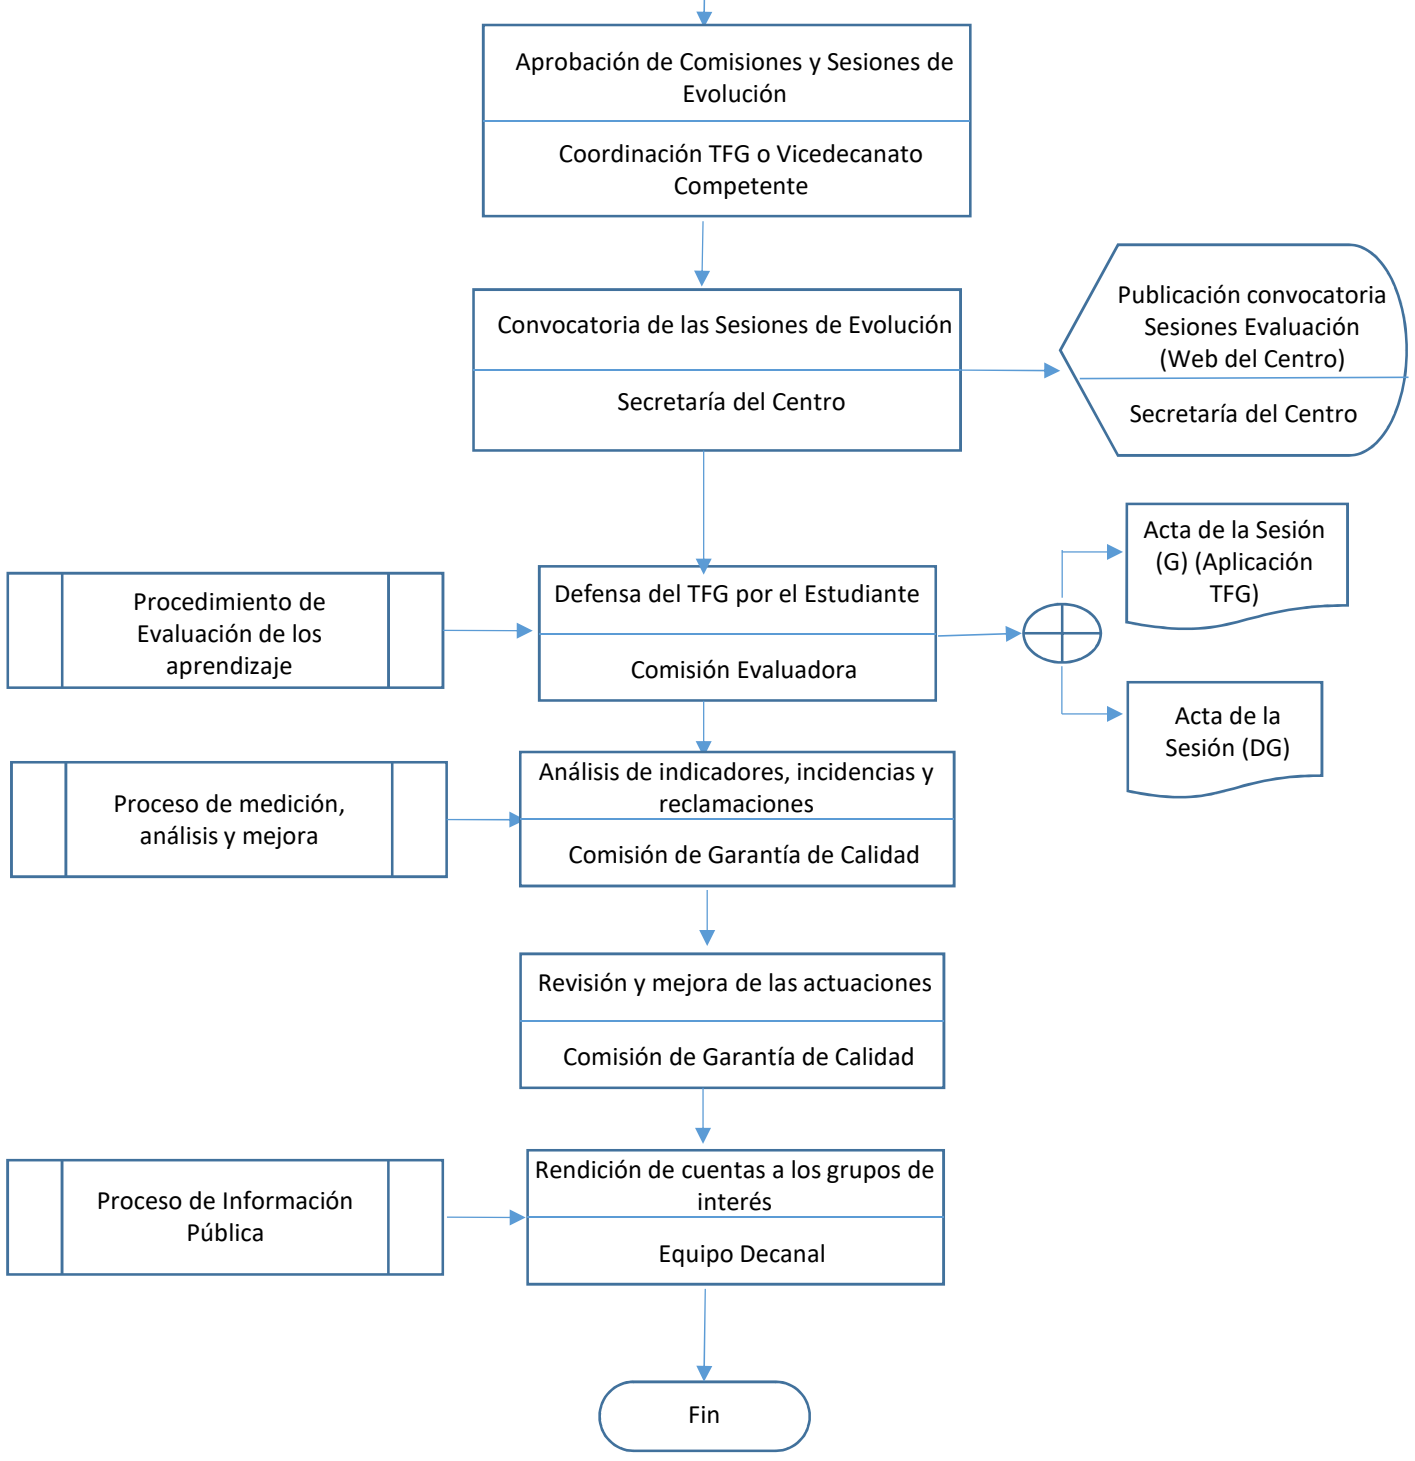 Aprobación de Comisiones y Sesiones de
Evolución
Coordinación TFG o Vicedecanato
Competente
Convocatoria de las Sesiones de Evolución
Secretaría del Centro
Publicación convocatoria
Sesiones Evaluación
(Web del Centro)
Secretaría del Centro
Procedimiento de
Evaluación de los
aprendizaje
Defensa del TFG por el Estudiante
Comisión Evaluadora
Acta de la Sesión
(G) (Aplicación
TFG)
Acta de la
Sesión (DG)
Proceso de medición,
análisis y mejora
Análisis de indicadores, incidencias y
reclamaciones
Comisión de Garantía de Calidad
Revisión y mejora de las actuaciones
Comisión de Garantía de Calidad
Proceso de Información
Pública
Rendición de cuentas a los grupos de
interés
Equipo Decanal
Fin